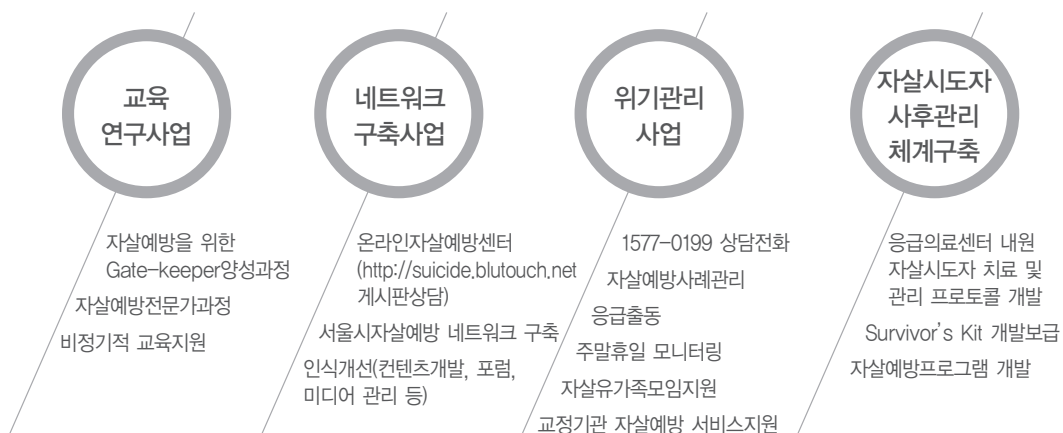 교육
연구사업
자살예방을 위한
Gate-keeper양성과정
자살예방전문가과정
비정기적 교육지원
네트워크
구축사업
온라인자살예방센터
(http://suicide.blutouch.net
게시판상담)
서울시자살예방 네트워크 구축
인식개선(컨텐츠개발, 포럼,
미디어 관리 등)
위기관리
사업
1577-0199 상담전화
자살예방사례관리
응급출동
주말휴일 모니터링
자살유가족모임지원
교정기관 자살예방 서비스지원
자살시도자
사후관리
체계구축
응급의료센터 내원
자살시도자 치료 및
관리 프로토콜 개발
Survivor's Kit 개발보급
자살예방프로그램 개발